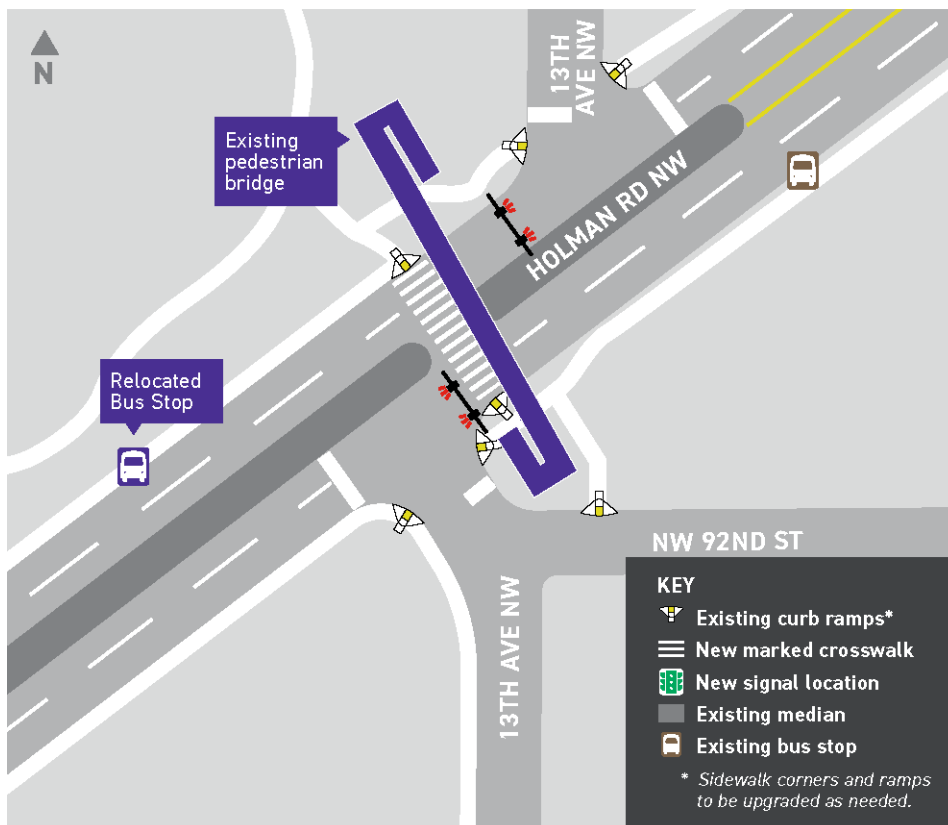 N
13TH
AVE NW
Existing
pedestrian
bridge
HOLMAN RD NW
Relocated
Bus Stop
NW 92ND ST
13TH AVE NW
KEY
Existing curb ramps*
New marked crosswalk
New signal location
Existing median
Existing bus stop
* Sidewalk corners and ramps
to be upgraded as needed.